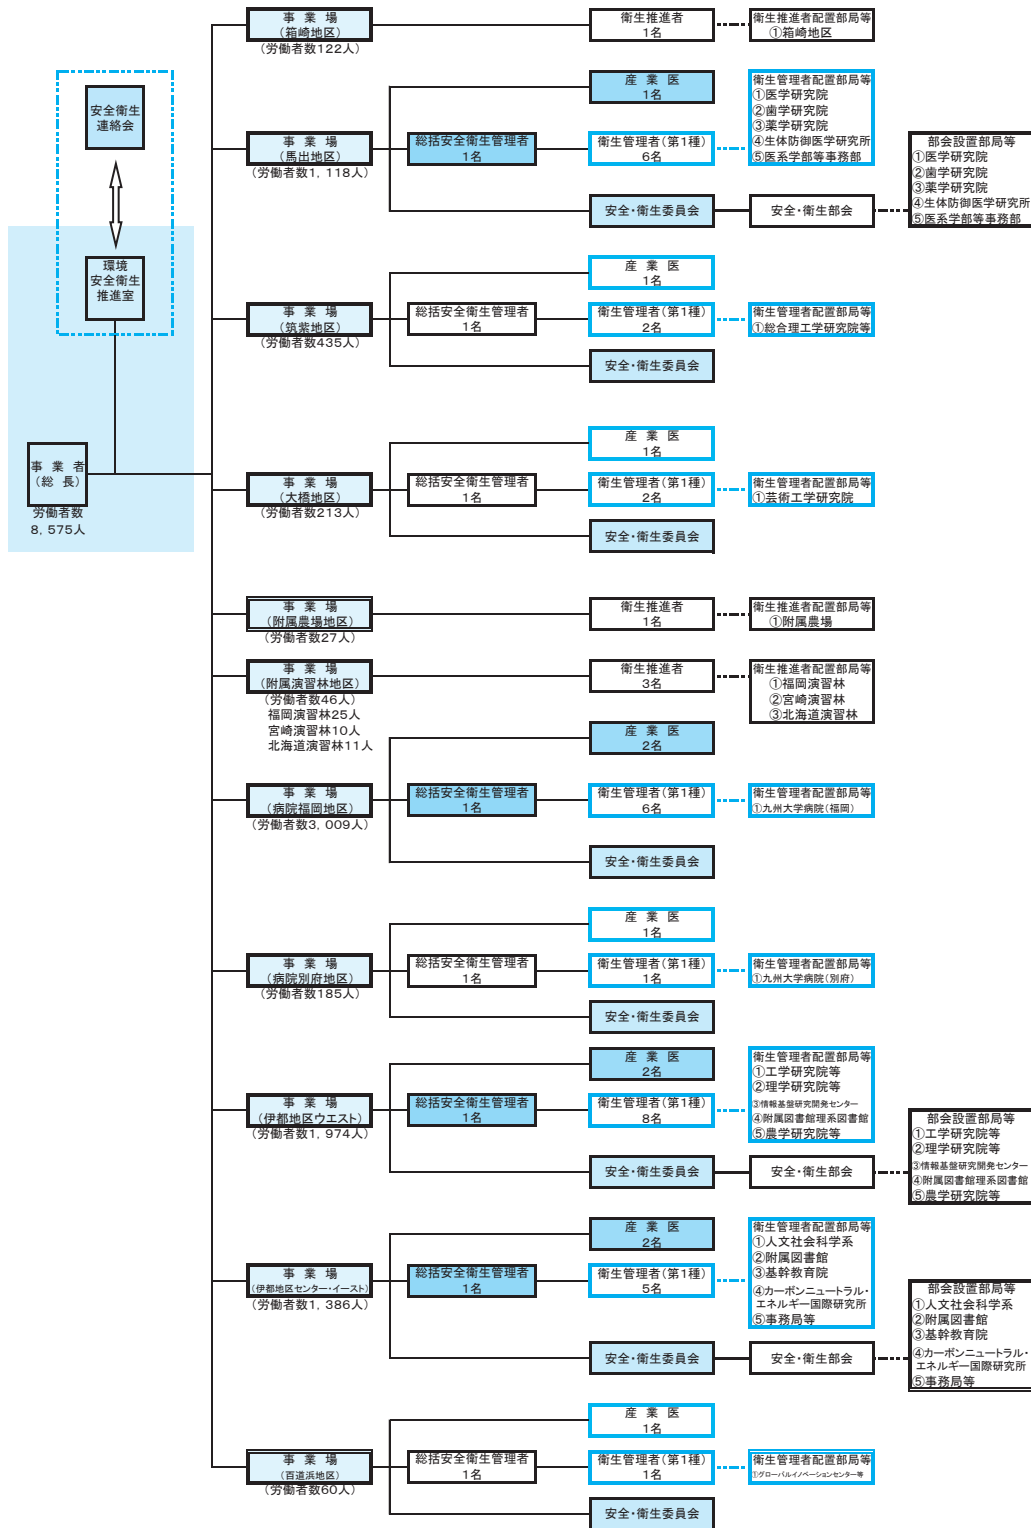 安全衛生
連絡会
環境
安全衛生
推進室
事業者
(総長)
労働者数
8,575人
事業場
(箱崎地区)
(労働者数122人)
衛生推進者
1名
衛生推進者配置部局等
①箱崎地区
事業場
(馬出地区)
(労働者数1,118人)
総括安全衛生管理者
1名
産業医
1名
衛生管理者(第1種)
6名
安全・衛生委員会
衛生管理者配置部局等
①医学研究院
②歯学研究院
③薬学研究院
④生体防御医学研究所
⑤医系学部等事務部
安全・衛生部会
部会設置部局等
①医学研究院
②歯学研究院
③薬学研究院
④生体防御医学研究所
⑤医系学部等事務部
事業場
(筑紫地区)
(労働者数435人)
総括安全衛生管理者
1名
産業医
1名
衛生管理者(第1種)
2名
安全・衛生委員会
衛生管理者配置部局等
①総合理工学研究院等
事業場
(大橋地区)
(労働者数213人)
総括安全衛生管理者
1名
産業医
1名
衛生管理者(第1種)
2名
安全・衛生委員会
衛生管理者配置部局等
①芸術工学研究院
事業場
(附属農場地区)
(労働者数27人)
衛生推進者
1名
衛生推進者配置部局等
①附属農場
事業場
(附属演習林地区)
(労働者数46人)
福岡演習林25人
宮崎演習林10人
北海道演習林11人
衛生推進者
3名
衛生推進者配置部局等
①福岡演習林
②宮崎演習林
③北海道演習林
事業場
(病院福岡地区)
(労働者数3,009人)
総括安全衛生管理者
1名
産業医
2名
衛生管理者(第1種)
6名
安全・衛生委員会
衛生管理者配置部局等
①九州大学病院(福岡)
事業場
(病院別府地区)
(労働者数185人)
総括安全衛生管理者
1名
産業医
1名
衛生管理者(第1種)
1名
安全・衛生委員会
衛生管理者配置部局等
①九州大学病院(別府)
事業場
(伊都地区ウエスト)
(労働者数1,974人)
総括安全衛生管理者
1名
産業医
2名
衛生管理者(第1種)
8名
安全・衛生委員会
衛生管理者配置部局等
①工学研究院等
②理学研究院等
③情報基盤研究開発センター
④附属図書館理系図書館
⑤農学研究院等
安全・衛生部会
部会設置部局等
①工学研究院等
②理学研究院等
③情報基盤研究開発センター
④附属図書館理系図書館
⑤農学研究院等
事業場
(伊都地区センター・イースト)
(労働者数1,386人)
総括安全衛生管理者
1名
産業医
2名
衛生管理者(第1種)
5名
安全・衛生委員会
衛生管理者配置部局等
①人文社会科学系
②附属図書館
③基幹教育院
④カーボンニュートラル・
エネルギー国際研究所
⑤事務局等
安全・衛生部会
部会設置部局等
①人文社会科学系
②附属図書館
③基幹教育院
④カーボンニュートラル・
エネルギー国際研究所
⑤事務局等
事業場
(百道浜地区)
(労働者数60人)
総括安全衛生管理者
1名
産業医
1名
衛生管理者(第1種)
1名
安全・衛生委員会
衛生管理者配置部局等
①グローバルイノベーションセンター等